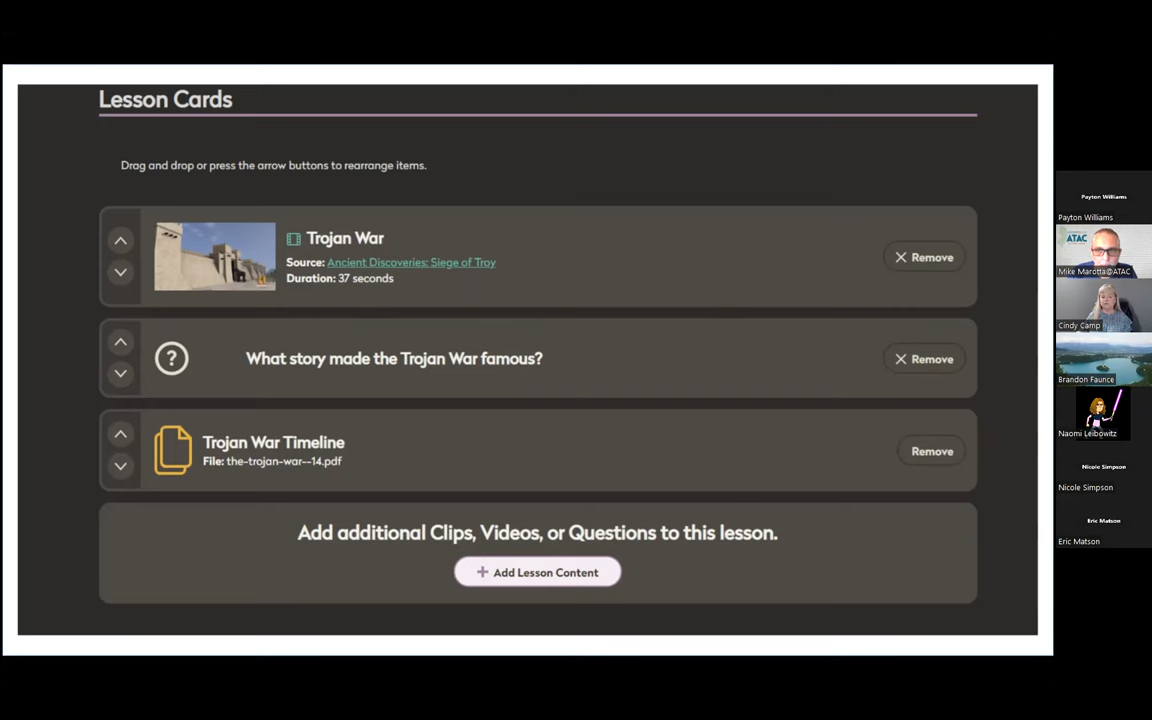 Lesson Cards
Drag and drop or press the arrow buttons to rearrange items.
Trojan War
Source: Ancient Discoveries: Siege of Troy
Duration: 37 seconds
Remove
What story made the Trojan War famous?
Remove
Trojan War Timeline
File: the-trojan-war--14.pdf
Remove
Add additional Clips, Videos, or Questions to this lesson.
+ Add Lesson Content
Payton Williams
Payton Williams
ATAC
Mike Marotta@ATAC
Cindy Camp
Brandon Faunce
Naomi Leibowitz
Nicole Simpson
Nicole Simpson
Eric Matson
Eric Matson